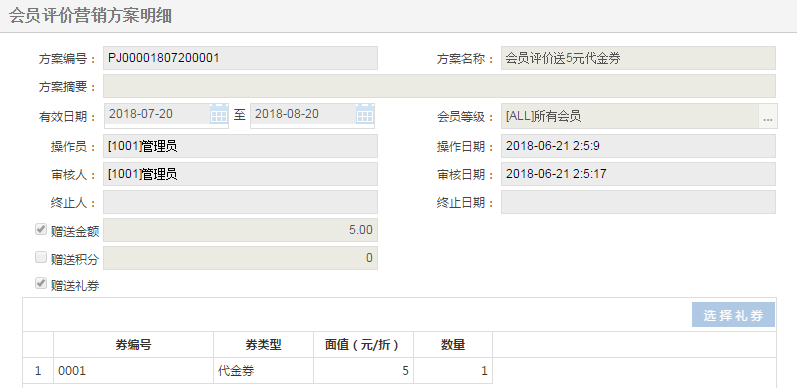 会员评价营销方案明细
方案编号： PJ00001807200001 方案名称： 会员评价送5元代金券
方案摘要：
有效日期： 2018-07-20 至 2018-08-20 会员等级： [ALL]所有会员 ...
操作员： [1001]管理员 操作日期： 2018-06-21 2:5:9
审核人： [1001]管理员 审核日期： 2018-06-21 2:5:17
终止人： 终止日期：
赠送金额 5.00
赠送积分 0
赠送礼券
选择礼券
券编号 券类型 面值（元/折） 数量
1 0001 代金券 5 1